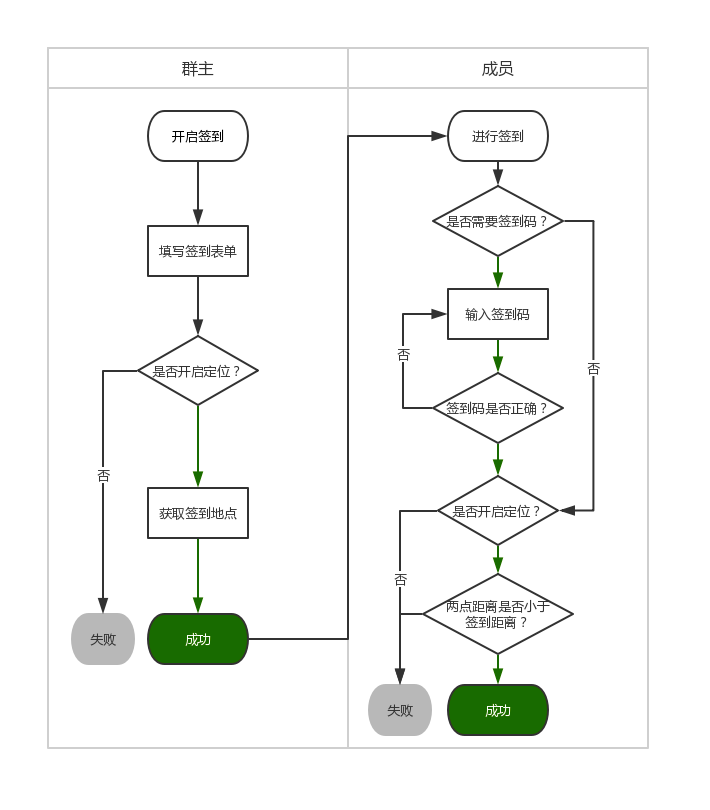 群主
成员
开启签到
填写签到表单
是否开启定位？
否
获取签到地点
失败
成功
进行签到
是否需要签到码？
输入签到码
否
否
签到码是否正确？
是否开启定位？
否
两点距离是否小于
签到距离？
失败
成功